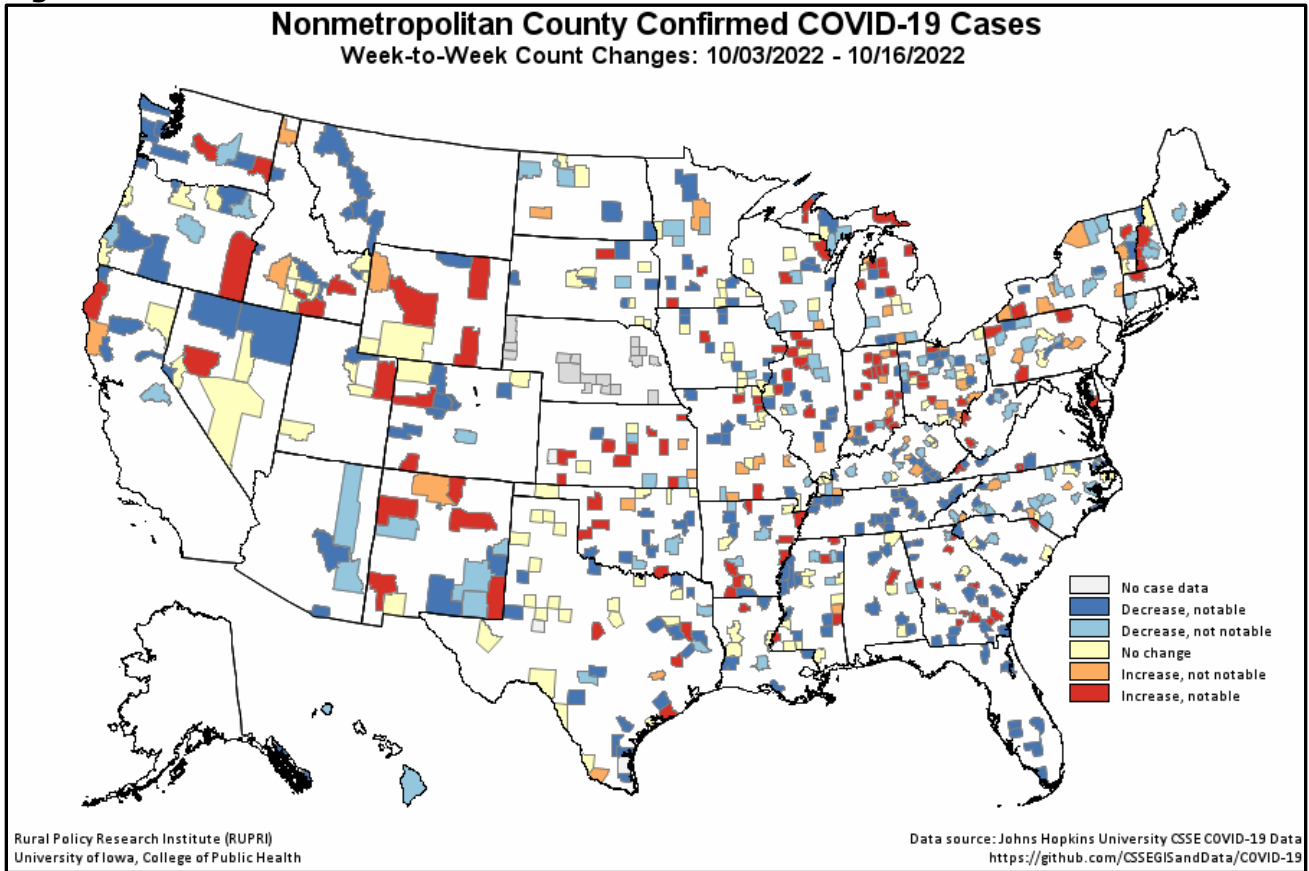 Nonmetropolitan County Confirmed COVID-19 Cases
Week-to-Week Count Changes: 10/03/2022 - 10/16/2022
No case data
Decrease, notable
Decrease, not notable
No change
Increase, not notable
Increase, notable
Rural Policy Research Institute (RUPRI)
University of Iowa, College of Public Health
Data source: Johns Hopkins University CSSE COVID-19 Data
https://github.com/CSSEGISandData/COVID-19